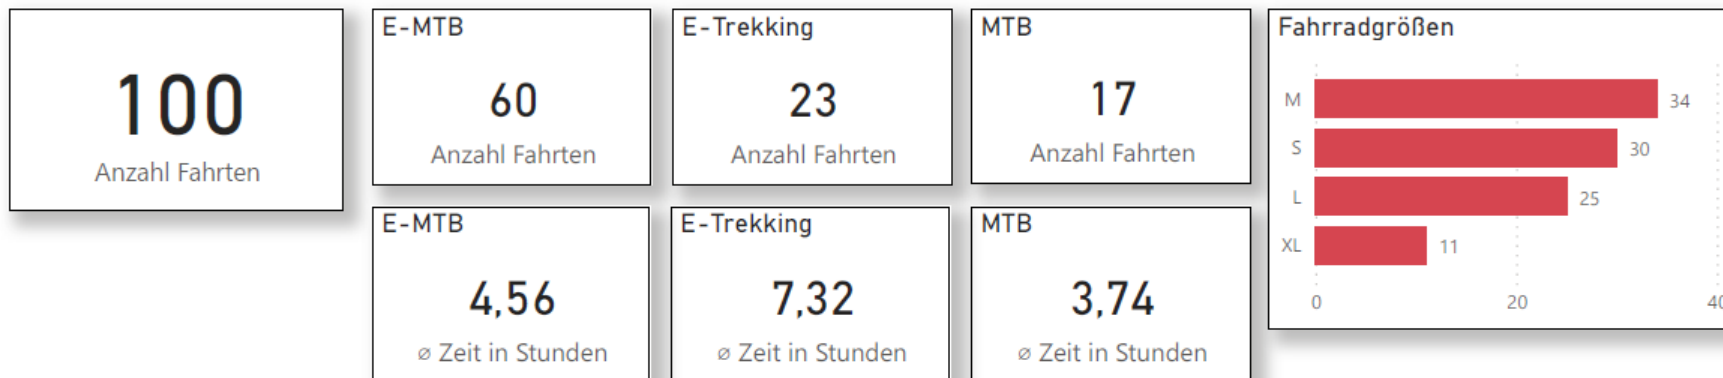 100
Anzahl Fahrten
E-MTB
60
Anzahl Fahrten
E-Trekking
23
Anzahl Fahrten
MTB
17
Anzahl Fahrten
E-MTB
4,56
⌀ Zeit in Stunden
E-Trekking
7,32
⌀ Zeit in Stunden
MTB
3,74
⌀ Zeit in Stunden
Fahrradgrößen
M 34
S 30
L 25
XL 11
0 20 40